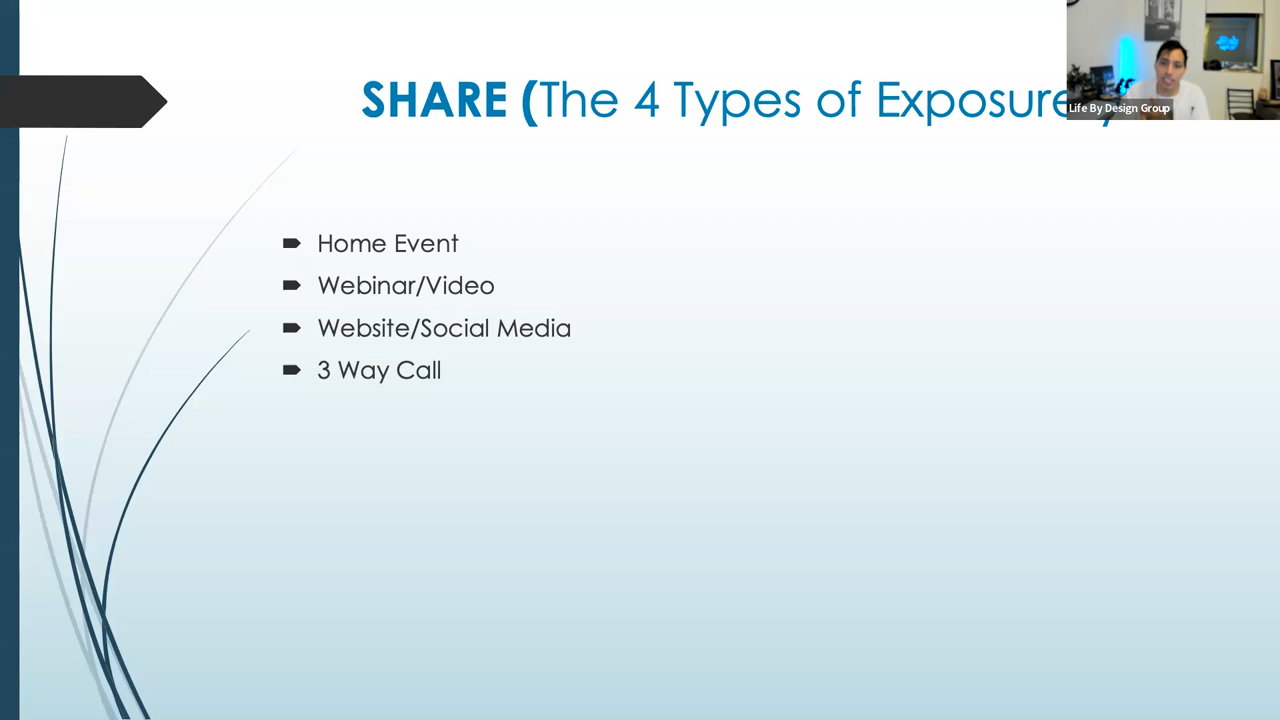 SHARE (The 4 Types of Exposure)
Life By Design Group
Home Event
Webinar/Video
Website/Social Media
3 Way Call